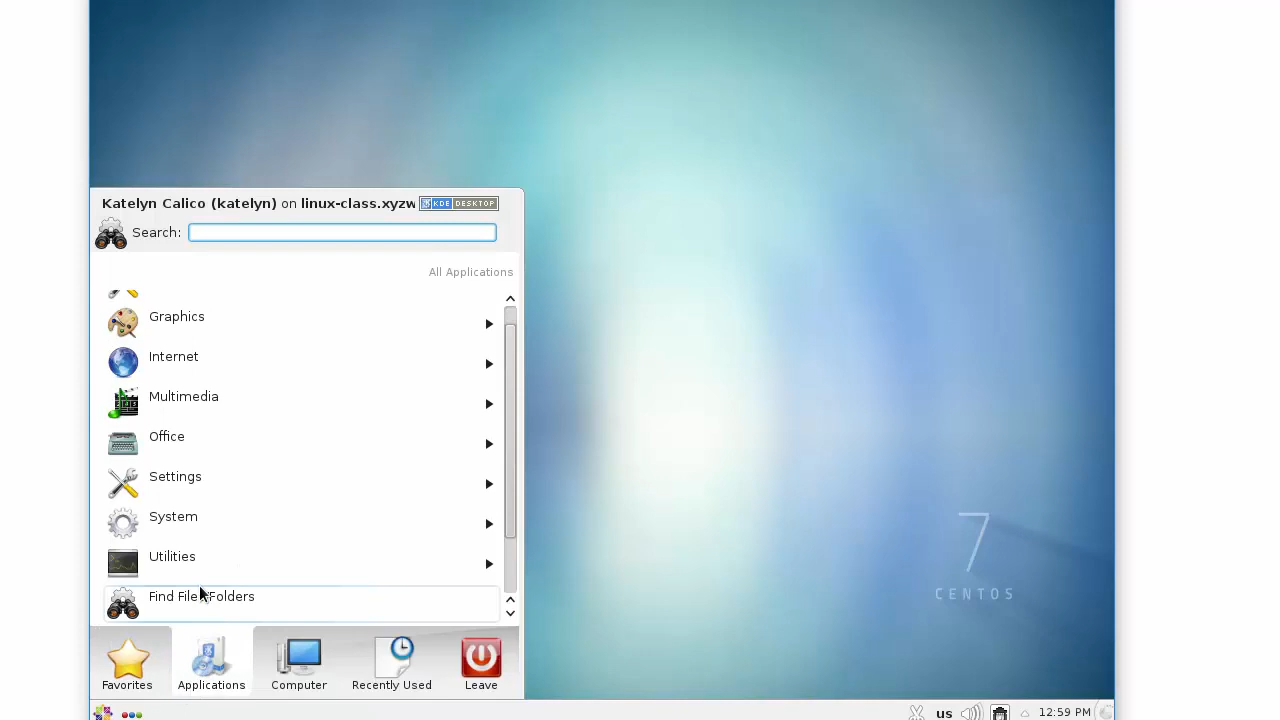 Katelyn Calico (katelyn) on linux-class.xyzw KDE DESKTOP
Search:
All Applications
Graphics
Internet
Multimedia
Office
Settings
System
Utilities
Find Files/Folders
Favorites
Applications
Computer
Recently Used
Leave
7
CENTOS
us
12:59 PM